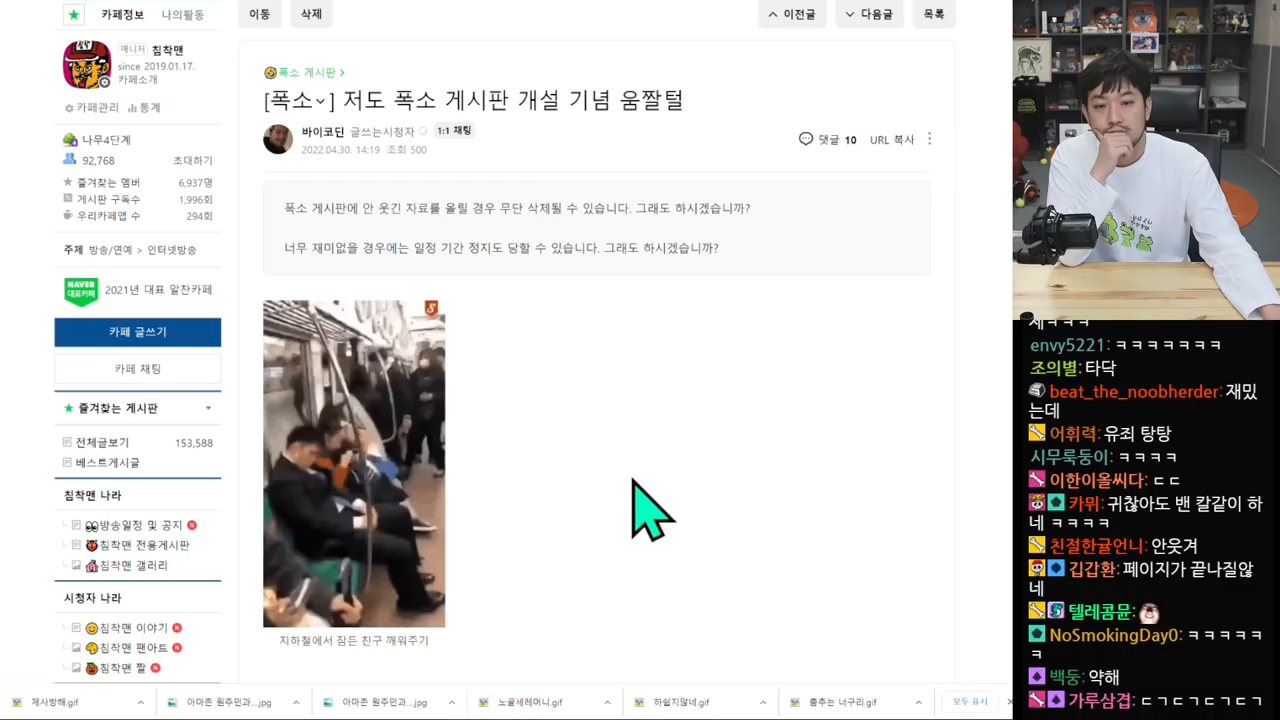 카페정보 나의활동
매니저 침착맨
since 2019.01.17.
카페소개
카페관리 통계
나무4단계
92,768 초대하기
즐겨찾는 멤버 6,937명
게시판 구독수 1,996회
우리카페앱 수 294회
주제 방송/연예 > 인터넷방송
NAVER 대표카페 2021년 대표 알찬카페
카페 글쓰기
카페 채팅
즐겨찾는 게시판
전체글보기 153,588
베스트게시글
침착맨 나라
방송일정 및 공지 N
침착맨 전용게시판
침착맨 갤러리
시청자 나라
침착맨 이야기 N
침착맨 팬아트 N
침착맨 짤 N
이동 삭제 이전글 다음글 목록
폭소 게시판 >
[폭소~] 저도 폭소 게시판 개설 기념 움짤털
바이코딘 글쓰는시청자 1:1 채팅
2022.04.30. 14:19 조회 500
댓글 10 URL 복사
폭소 게시판에 안 웃긴 자료를 올릴 경우 무단 삭제될 수 있습니다. 그래도 하시겠습니까?
너무 재미없을 경우에는 일정 기간 정지도 당할 수 있습니다. 그래도 하시겠습니까?
지하철에서 잠든 친구 깨워주기
제사방해.gif
아마존 원주민과....jpg
아마존 원주민과....jpg
노꼴세레머니.gif
하쉴지않네.gif
춤추는 너구리.gif
모두 표시
envy5221: ㅋㅋㅋㅋㅋㅋㅋ
조의별: 타닥
beat_the_noobherder: 재밌
는데
어휘력: 유죄 탕탕
시무룩둥이: ㅋㅋㅋㅋ
이한이올씨다: ㄷㄷ
카뮈: 귀찮아도 밴 칼같이 하
네 ㅋㅋㅋㅋ
친절한귤언니: 안웃겨
김갑환: 페이지가 끝나질않
네
텔레콤뮨:
NoSmokingDay0: ㅋㅋㅋㅋㅋ
ㅋ
백둥: 약해
가루삼겹: ㄷㄱㄷㄱㄷㄱㄷㄱ